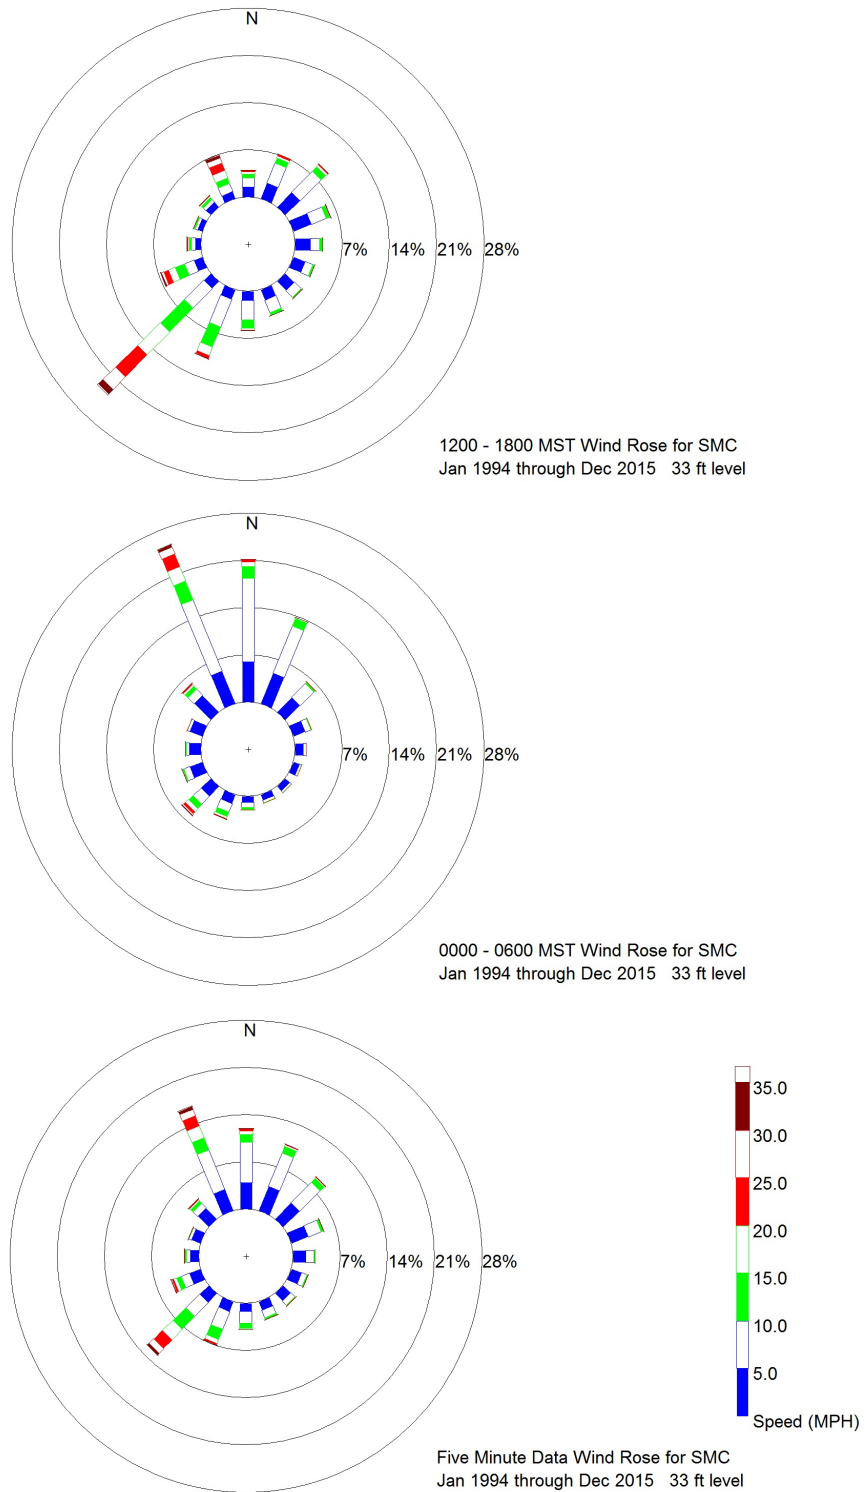 N
7% 14% 21% 28%
1200 - 1800 MST Wind Rose for SMC
Jan 1994 through Dec 2015 33 ft level
N
7% 14% 21% 28%
0000 - 0600 MST Wind Rose for SMC
Jan 1994 through Dec 2015 33 ft level
N
7% 14% 21% 28%
35.0
30.0
25.0
20.0
15.0
10.0
5.0
Speed (MPH)
Five Minute Data Wind Rose for SMC
Jan 1994 through Dec 2015 33 ft level